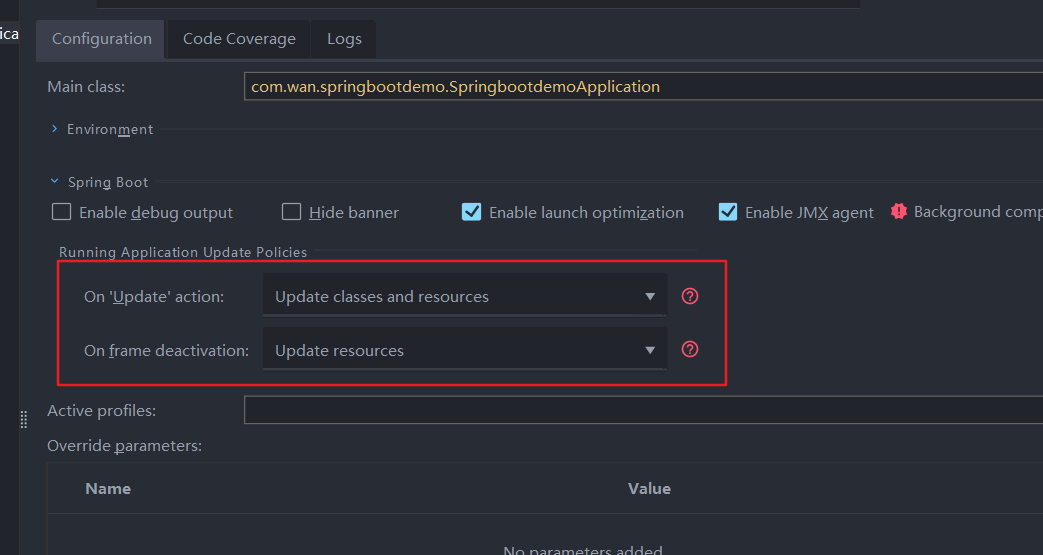 ica
Configuration Code Coverage Logs
Main class: com.wan.springbootdemo.SpringbootdemoApplication
Environment
Spring Boot
Enable debug output Hide banner Enable launch optimization Enable JMX agent Background comp
Running Application Update Policies
On 'Update' action: Update classes and resources
On frame deactivation: Update resources
Active profiles:
Override parameters:
Name Value
No parameters added